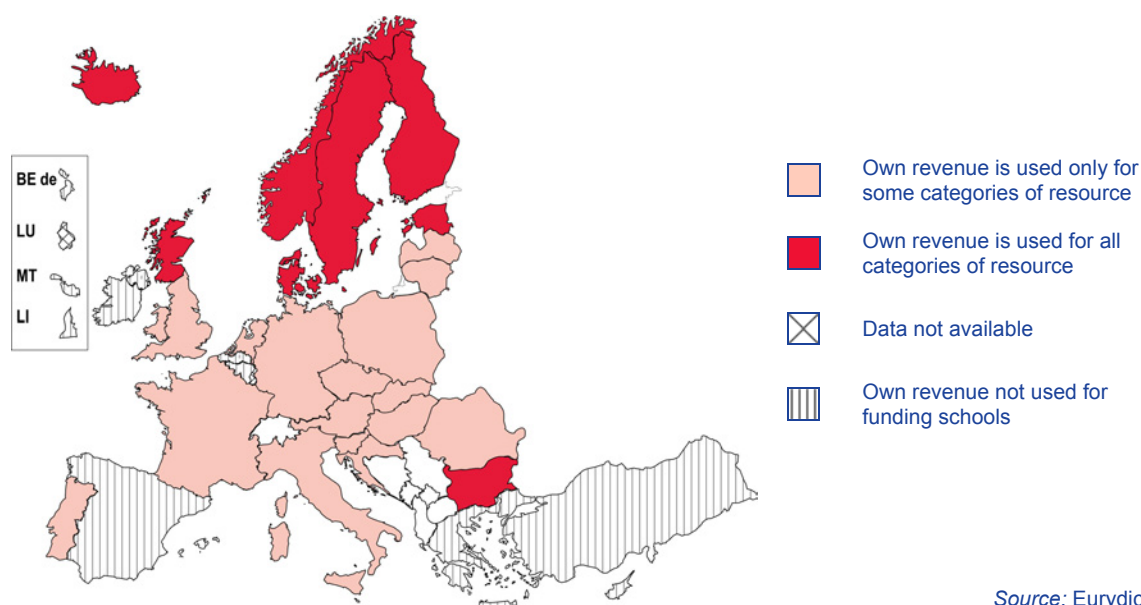 BE de
LU
MT
LI
Own revenue is used only for
some categories of resource
Own revenue is used for all
categories of resource
Data not available
Own revenue not used for
funding schools
Source: